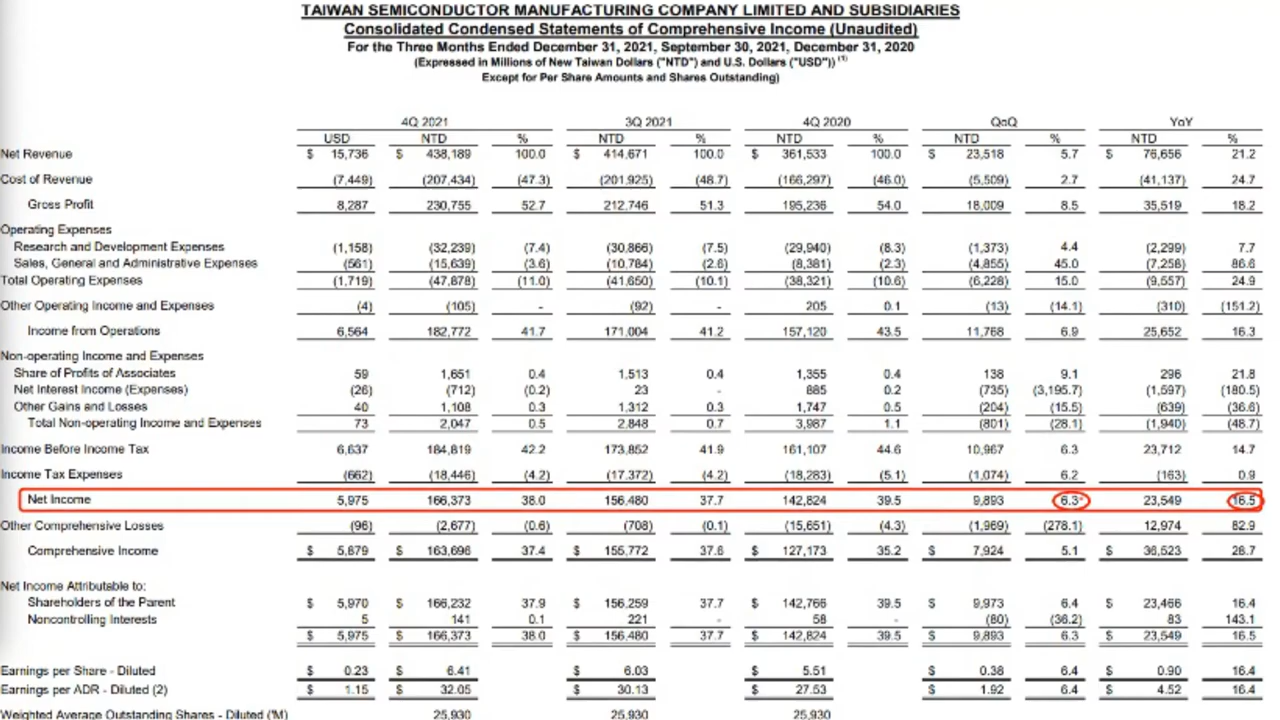 TAIWAN SEMICONDUCTOR MANUFACTURING COMPANY LIMITED AND SUBSIDIARIES
Consolidated Condensed Statements of Comprehensive Income (Unaudited)
For the Three Months Ended December 31, 2021, September 30, 2021, December 31, 2020
(Expressed in Millions of New Taiwan Dollars ("NTD") and U.S. Dollars ("USD")) (1)
Except for Per Share Amounts and Shares Outstanding)
4Q 2021 3Q 2021 4Q 2020 QoQ YoY
USD NTD % NTD % NTD % NTD % NTD %
Net Revenue $ 15,736 $ 438,189 100.0 $ 414,671 100.0 $ 361,533 100.0 $ 23,518 5.7 $ 76,656 21.2
Cost of Revenue (7,449) (207,434) (47.3) (201,925) (48.7) (166,297) (46.0) (5,509) 2.7 (41,137) 24.7
Gross Profit 8,287 230,755 52.7 212,746 51.3 195,236 54.0 18,009 8.5 35,519 18.2
Operating Expenses
Research and Development Expenses (1,158) (32,239) (7.4) (30,866) (7.5) (29,940) (8.3) (1,373) 4.4 (2,299) 7.7
Sales, General and Administrative Expenses (561) (15,639) (3.6) (10,784) (2.6) (8,381) (2.3) (4,855) 45.0 (7,258) 86.6
Total Operating Expenses (1,719) (47,878) (11.0) (41,650) (10.1) (38,321) (10.6) (6,228) 15.0 (9,557) 24.9
Other Operating Income and Expenses (4) (105) - (92) - 205 0.1 (13) (14.1) (310) (151.2)
Income from Operations 6,564 182,772 41.7 171,004 41.2 157,120 43.5 11,768 6.9 25,652 16.3
Non-operating Income and Expenses
Share of Profits of Associates 59 1,651 0.4 1,513 0.4 1,355 0.4 138 9.1 296 21.8
Net Interest Income (Expenses) (26) (712) (0.2) 23 - 885 0.2 (735) (3,195.7) (1,597) (180.5)
Other Gains and Losses 40 1,108 0.3 1,312 0.3 1,747 0.5 (204) (15.5) (639) (36.6)
Total Non-operating Income and Expenses 73 2,047 0.5 2,848 0.7 3,987 1.1 (801) (28.1) (1,940) (48.7)
Income Before Income Tax 6,637 184,819 42.2 173,852 41.9 161,107 44.6 10,967 6.3 23,712 14.7
Income Tax Expenses (662) (18,446) (4.2) (17,372) (4.2) (18,283) (5.1) (1,074) 6.2 (163) 0.9
Net Income 5,975 166,373 38.0 156,480 37.7 142,824 39.5 9,893 6.3 23,549 16.5
Other Comprehensive Losses (96) (2,677) (0.6) (708) (0.1) (15,651) (4.3) (1,969) (278.1) 12,974 82.9
Comprehensive Income $ 5,879 $ 163,696 37.4 $ 155,772 37.6 $ 127,173 35.2 $ 7,924 5.1 $ 36,523 28.7
Net Income Attributable to:
Shareholders of the Parent $ 5,970 $ 166,232 37.9 $ 156,259 37.7 $ 142,766 39.5 $ 9,973 6.4 $ 23,466 16.4
Noncontrolling Interests 5 141 0.1 221 - 58 - (80) (36.2) 83 143.1
$ 5,975 $ 166,373 38.0 $ 156,480 37.7 $ 142,824 39.5 $ 9,893 6.3 $ 23,549 16.5
Earnings per Share - Diluted $ 0.23 $ 6.41 $ 6.03 $ 5.51 $ 0.38 6.4 $ 0.90 16.4
Earnings per ADR - Diluted (2) $ 1.15 $ 32.05 $ 30.13 $ 27.53 $ 1.92 6.4 $ 4.52 16.4
Weighted Average Outstanding Shares - Diluted ('M) 25,930 25,930 25,930